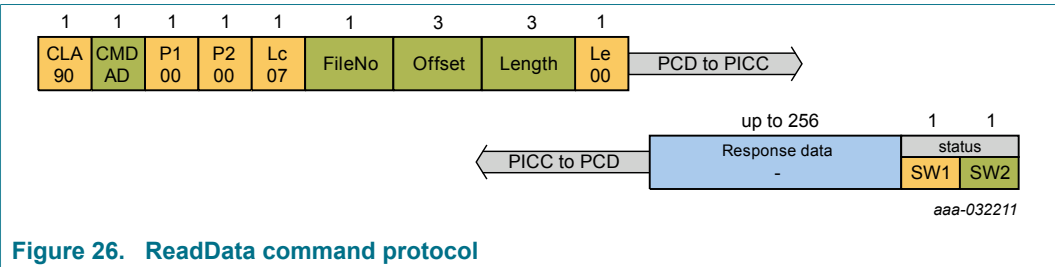 1 1 1 1 1 1 3 3 1
CLA CMD P1 P2 Lc FileNo Offset Length Le PCD to PICC
90 AD 00 00 07 00
up to 256 1 1
PICC to PCD Response data status
- SW1 SW2
aaa-032211
Figure 26. ReadData command protocol